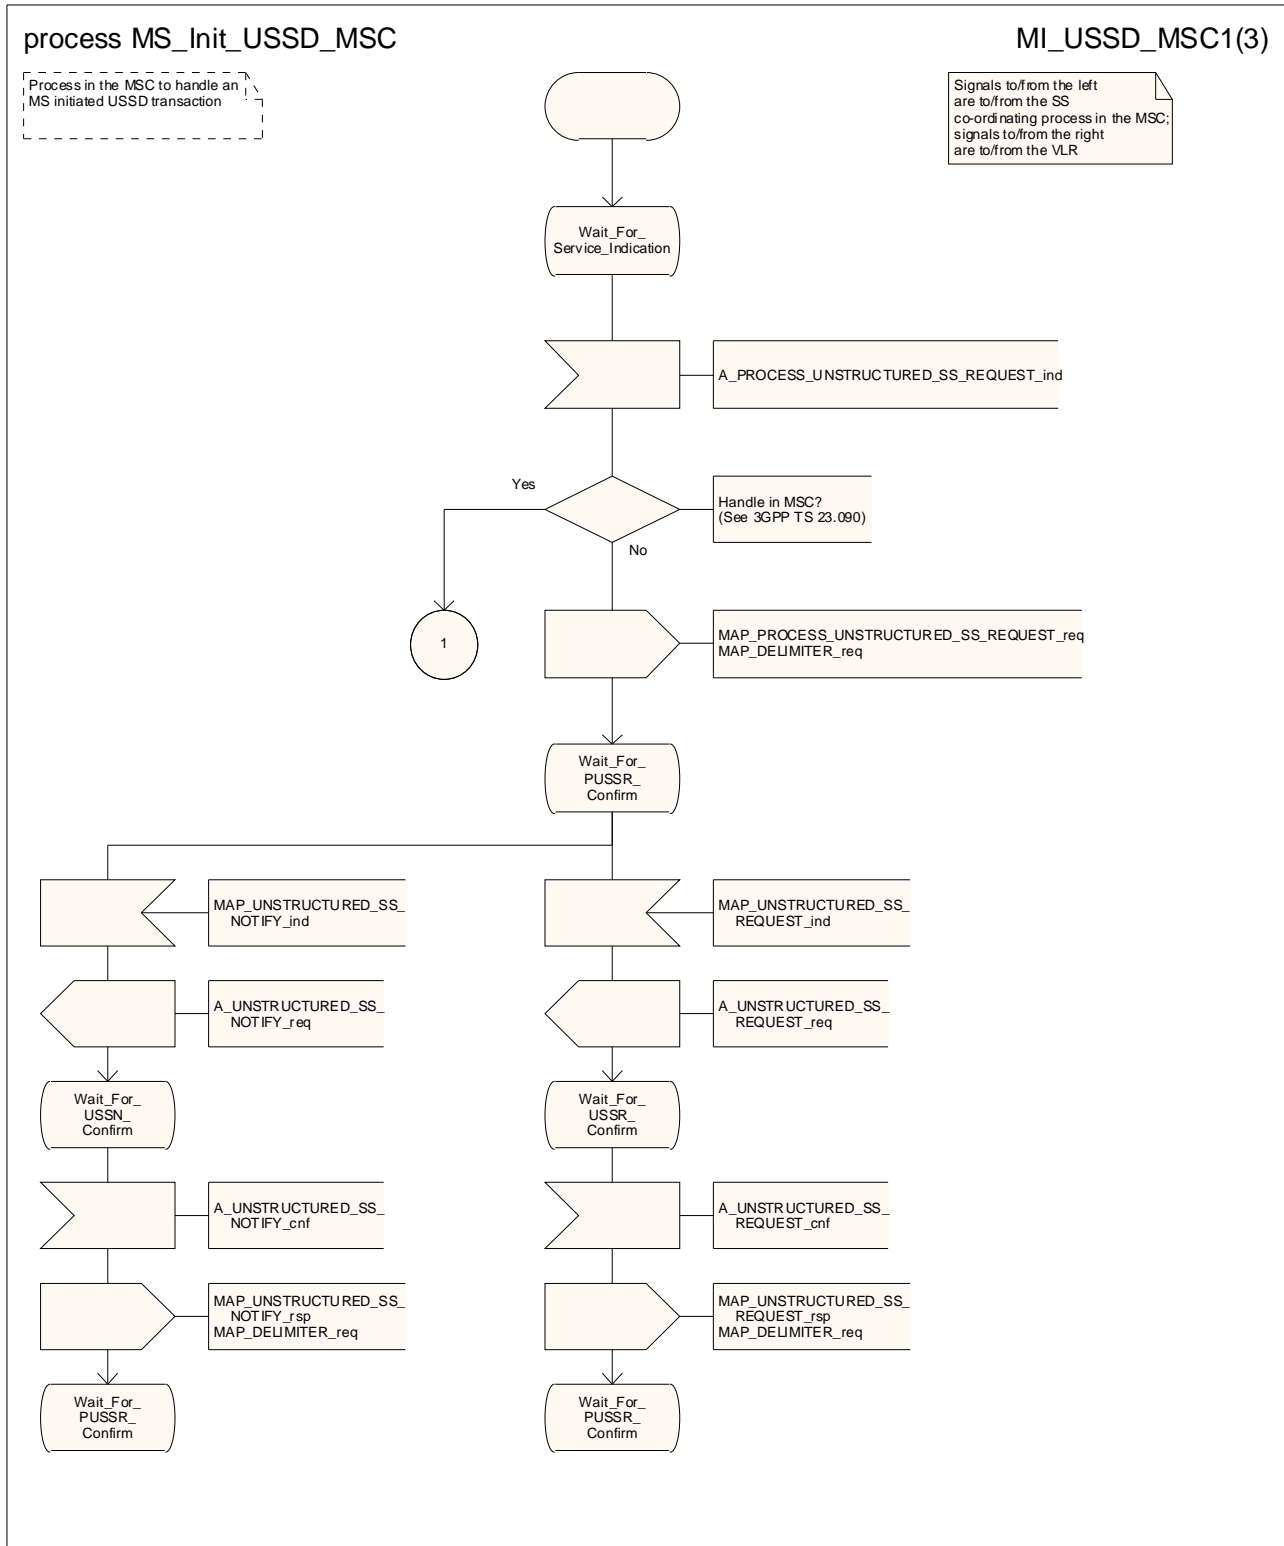 process MS_Init_USSD_MSC
MI_USSD_MSC1(3)
Process in the MSC to handle an
MS initiated USSD transaction
Signals to/from the left
are to/from the SS
co-ordinating process in the MSC;
signals to/from the right
are to/from the VLR
Wait_For_
Service_Indication
A_PROCESS_UNSTRUCTURED_SS_REQUEST_ind
Yes
Handle in MSC?
(See 3GPP TS 23.090)
No
1
MAP_PROCESS_UNSTRUCTURED_SS_REQUEST_req
MAP_DELIMITER_req
Wait_For_
PUSSR_
Confirm
MAP_UNSTRUCTURED_SS_
NOTIFY_ind
MAP_UNSTRUCTURED_SS_
REQUEST_ind
A_UNSTRUCTURED_SS_
NOTIFY_req
A_UNSTRUCTURED_SS_
REQUEST_req
Wait_For_
USSN_
Confirm
Wait_For_
USSR_
Confirm
A_UNSTRUCTURED_SS_
NOTIFY_cnf
A_UNSTRUCTURED_SS_
REQUEST_cnf
MAP_UNSTRUCTURED_SS_
NOTIFY_rsp
MAP_DELIMITER_req
MAP_UNSTRUCTURED_SS_
REQUEST_rsp
MAP_DELIMITER_req
Wait_For_
PUSSR_
Confirm
Wait_For_
PUSSR_
Confirm